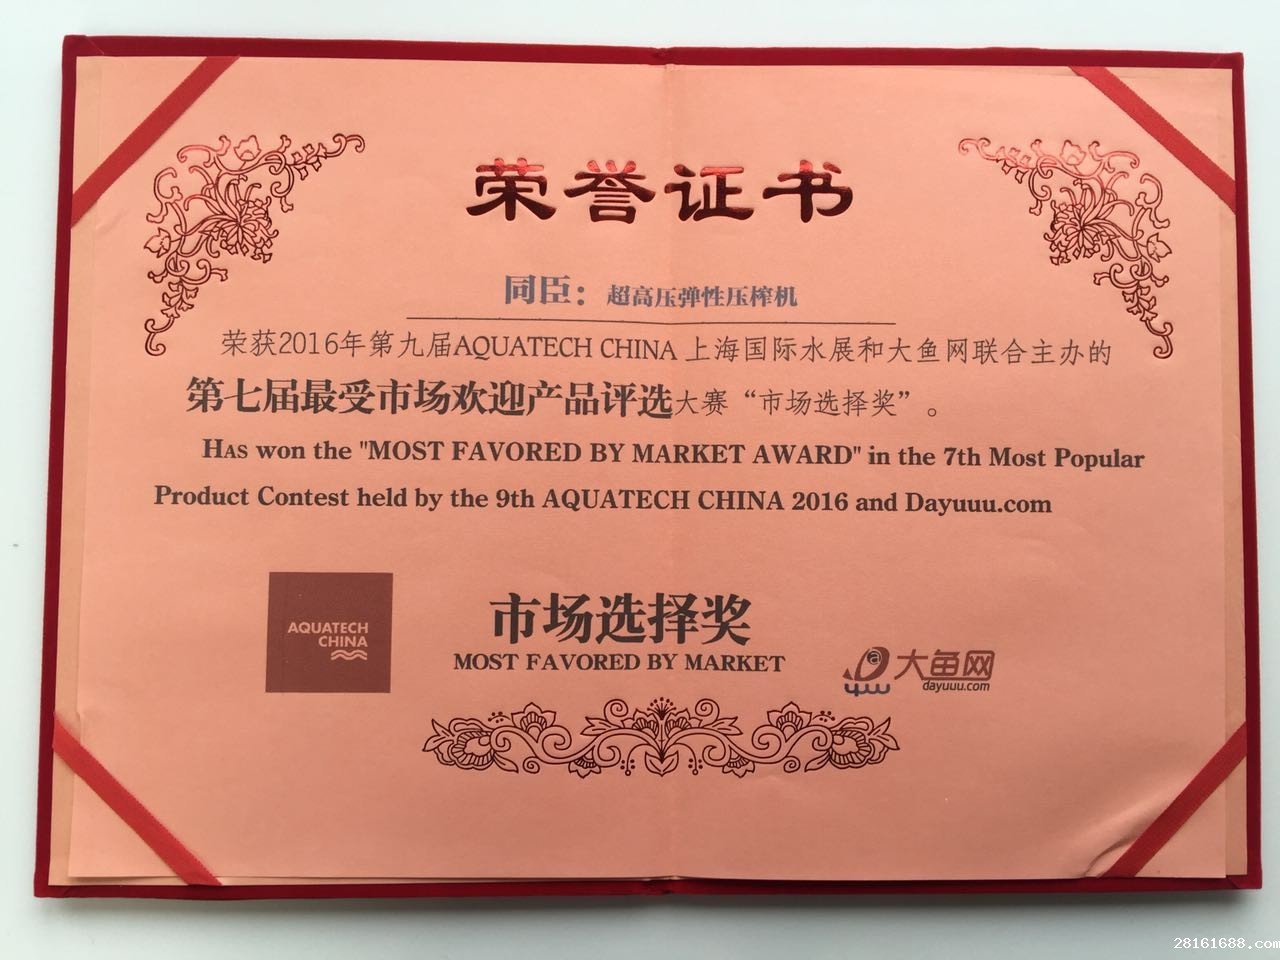 荣誉证书
同臣：超高压弹性压榨机
荣获2016年第九届AQUATECH CHINA 上海国际水展和大鱼网联合主办的
第七届最受市场欢迎产品评选大赛“市场选择奖”。
HAS won the "MOST FAVORED BY MARKET AWARD" in the 7th Most Popular
Product Contest held by the 9th AQUATECH CHINA 2016 and Dayuuu.com
AQUATECH
CHINA
市场选择奖
MOST FAVORED BY MARKET
大鱼网
dayuuu.com
28161688.com